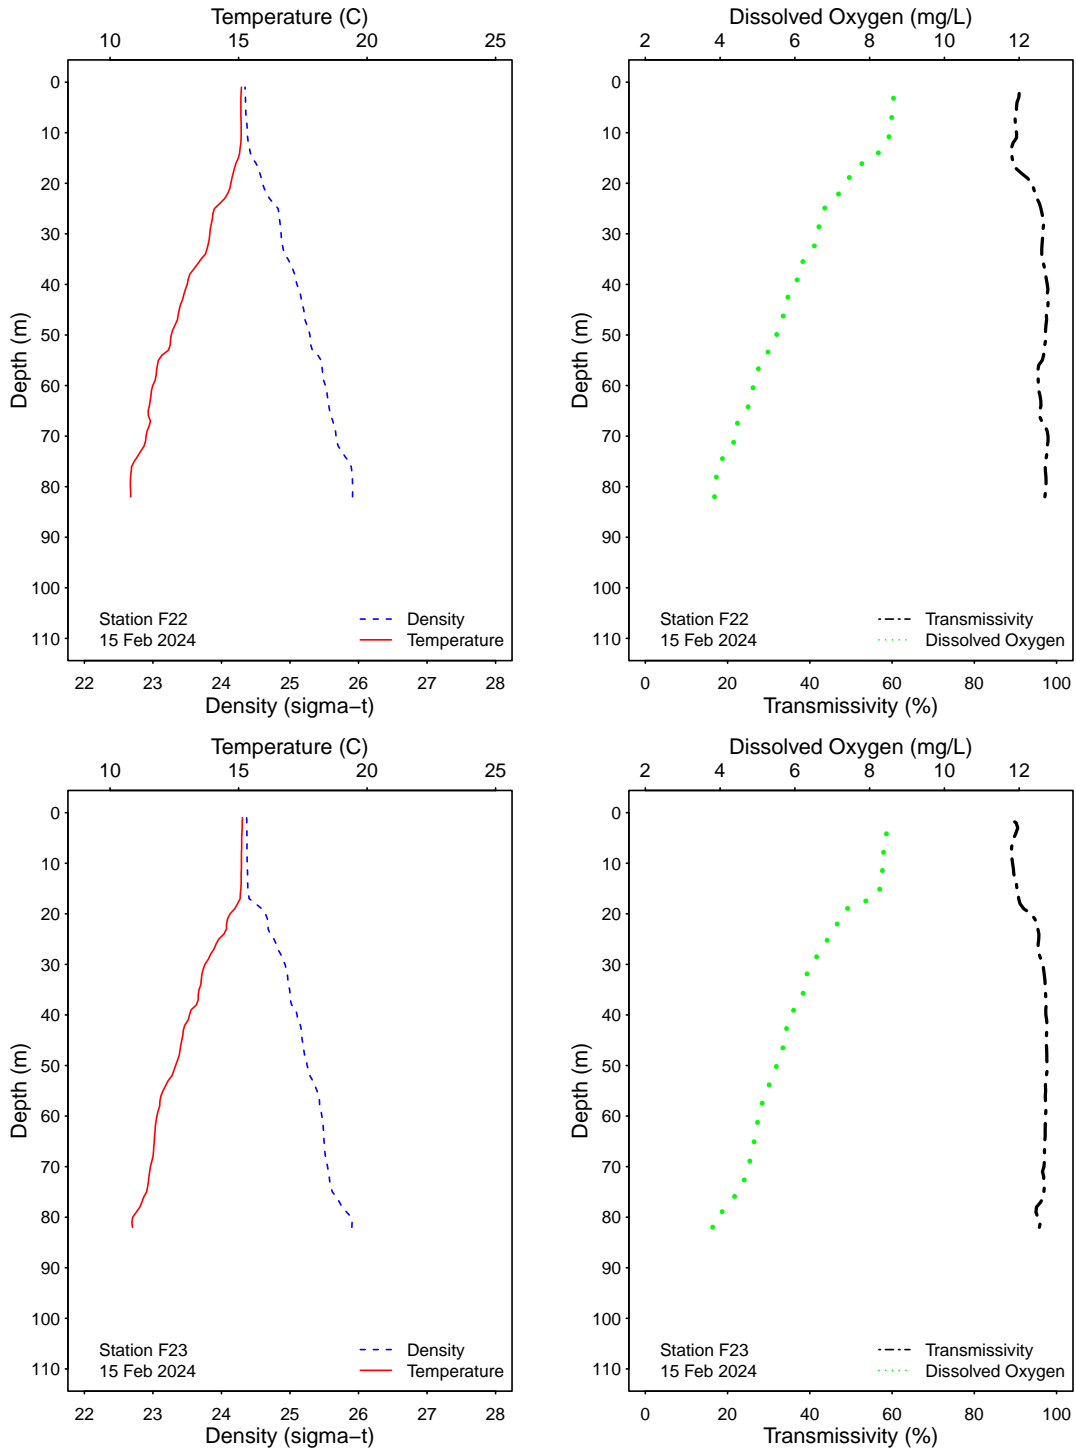 Temperature (C)
10 15 20 25
0
10
20
30
40
50
60
70
80
90
100
110
Depth (m)
Station F22
15 Feb 2024
Density
Temperature
22 23 24 25 26 27 28
Density (sigma−t)
Dissolved Oxygen (mg/L)
2 4 6 8 10 12
0
10
20
30
40
50
60
70
80
90
100
110
Depth (m)
Station F22
15 Feb 2024
Transmissivity
Dissolved Oxygen
0 20 40 60 80 100
Transmissivity (%)
Temperature (C)
10 15 20 25
0
10
20
30
40
50
60
70
80
90
100
110
Depth (m)
Station F23
15 Feb 2024
Density
Temperature
22 23 24 25 26 27 28
Density (sigma−t)
Dissolved Oxygen (mg/L)
2 4 6 8 10 12
0
10
20
30
40
50
60
70
80
90
100
110
Depth (m)
Station F23
15 Feb 2024
Transmissivity
Dissolved Oxygen
0 20 40 60 80 100
Transmissivity (%)